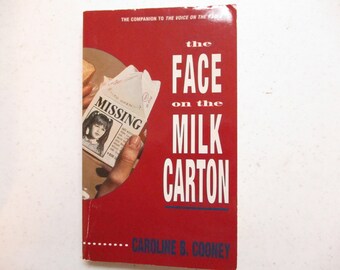 THE COMPANION TO THE VOICE ON THE
the
FACE
on the
MILK
CARTON
MISSING
CAROLINE B. COONEY